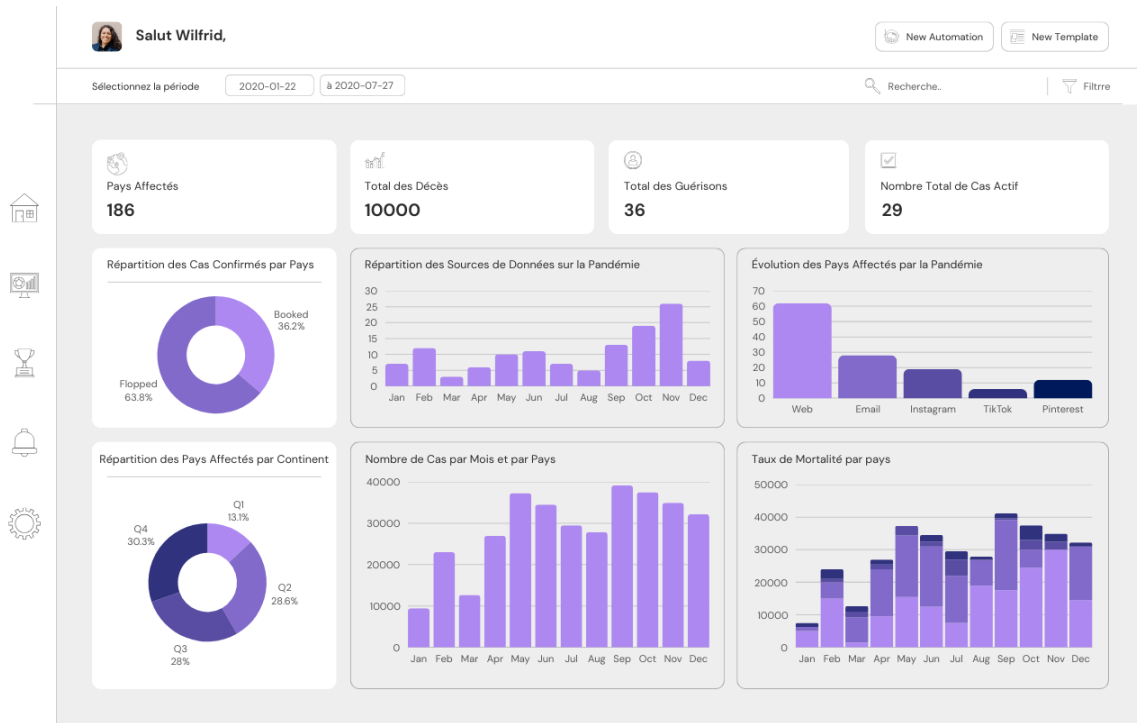 Salut Wilfrid,
New Automation
New Template
Sélectionnez la période
2020-01-22
à 2020-07-27
Recherche..
Filtrre
Pays Affectés
186
Total des Décès
10000
Total des Guérisons
36
Nombre Total de Cas Actif
29
Répartition des Cas Confirmés par Pays
Booked
36.2%
Flopped
63.8%
Répartition des Sources de Données sur la Pandémie
30
25
20
15
10
5
0
Jan Feb Mar Apr May Jun Jul Aug Sep Oct Nov Dec
Évolution des Pays Affectés par la Pandémie
70
60
50
40
30
20
10
0
Web Email Instagram TikTok Pinterest
Répartition des Pays Affectés par Continent
Q1
13.1%
Q4
30.3%
Q2
28.6%
Q3
28%
Nombre de Cas par Mois et par Pays
40000
30000
20000
10000
0
Jan Feb Mar Apr May Jun Jul Aug Sep Oct Nov Dec
Taux de Mortalité par pays
50000
40000
30000
20000
10000
0
Jan Feb Mar Apr May Jun Jul Aug Sep Oct Nov Dec